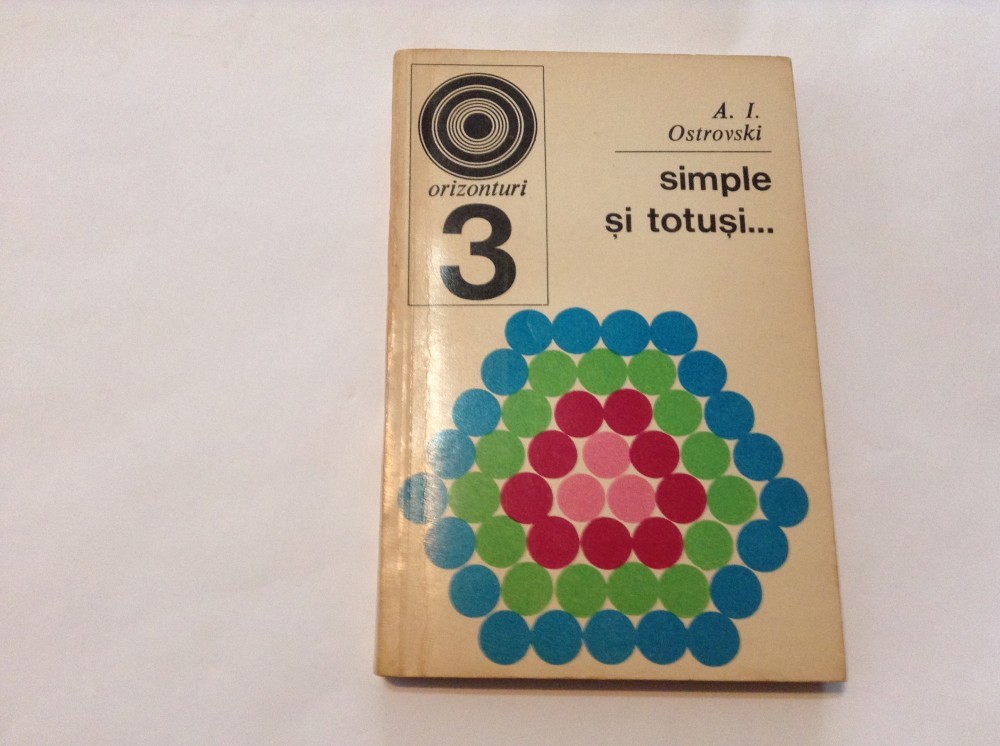 orizonturi
3
A. I.
Ostrovski
simple
și totuși...